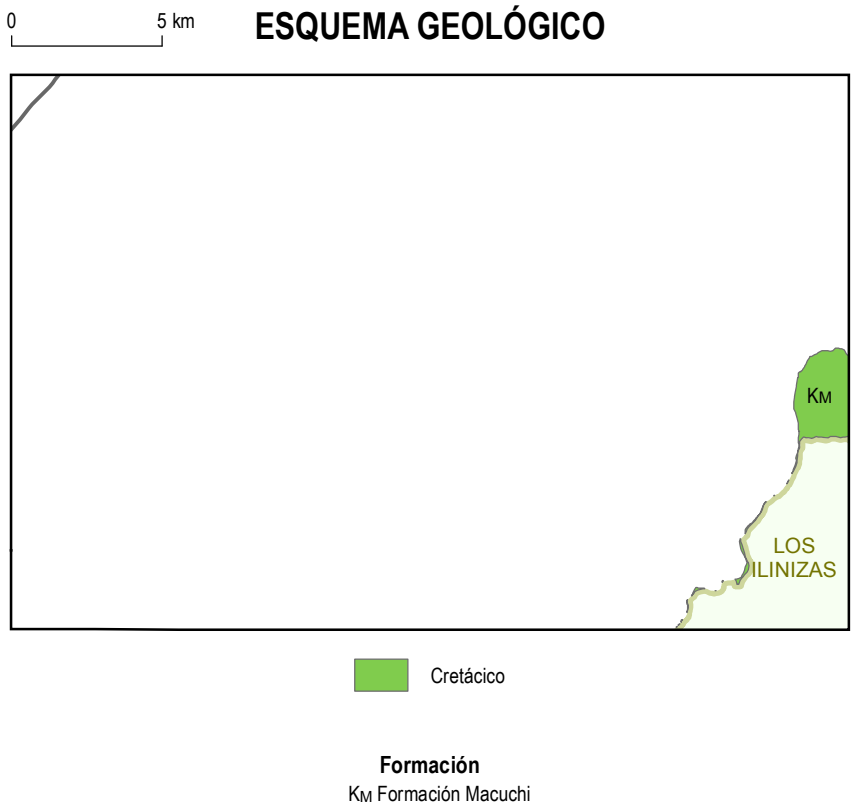 0 5 km
ESQUEMA GEOLÓGICO
KM
LOS
ILINIZAS
Cretácico
Formación
KM Formación Macuchi